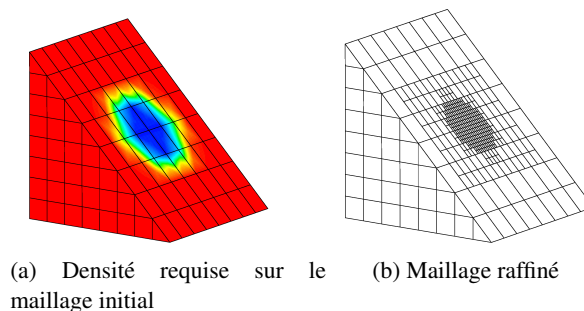 (a) Densité requise sur le
maillage initial
(b) Maillage raffiné